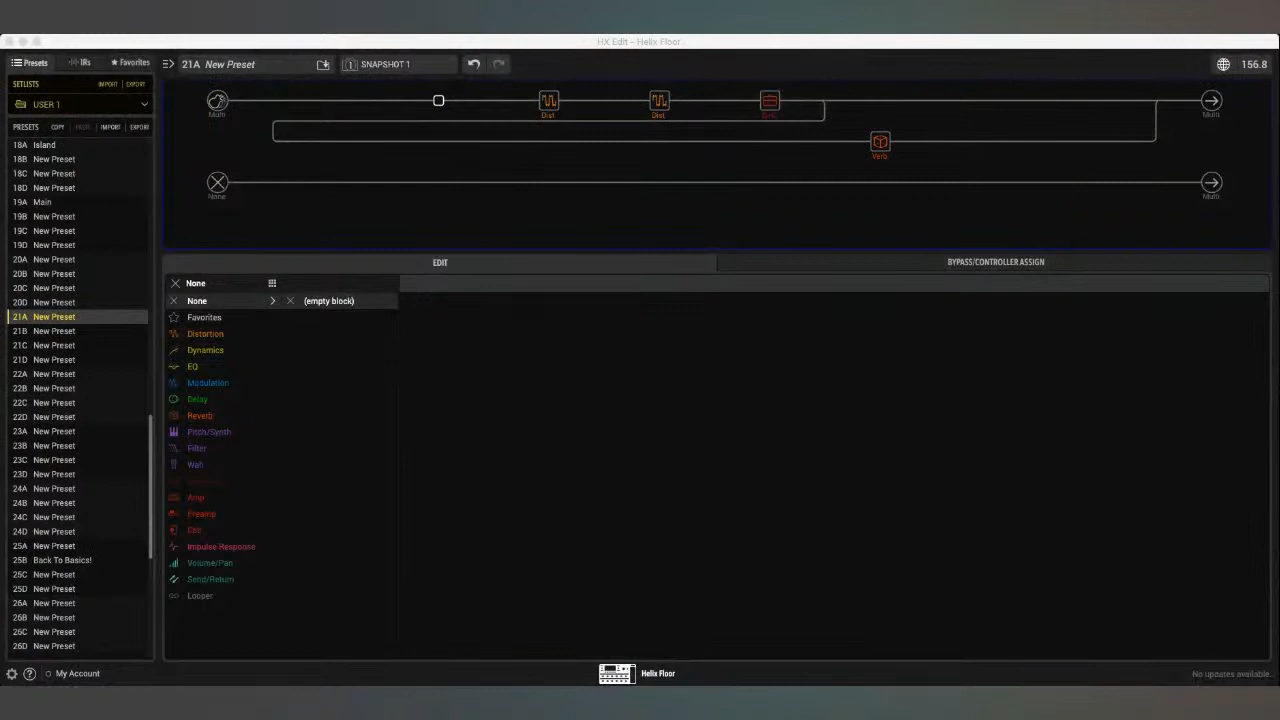 HX Edit - Helix Floor
Presets
IRs
Favorites
21A New Preset
SNAPSHOT 1
156.8
SETLISTS
IMPORT
EXPORT
USER 1
PRESETS
COPY
IMPORT
EXPORT
18A Island
18B New Preset
18C New Preset
18D New Preset
19A Main
19B New Preset
19C New Preset
19D New Preset
20A New Preset
20B New Preset
20C New Preset
20D New Preset
21A New Preset
21B New Preset
21C New Preset
21D New Preset
22A New Preset
22B New Preset
22C New Preset
22D New Preset
23A New Preset
23B New Preset
23C New Preset
23D New Preset
24A New Preset
24B New Preset
24C New Preset
24D New Preset
25A New Preset
25B Back To Basics!
25C New Preset
25D New Preset
26A New Preset
26B New Preset
26C New Preset
26D New Preset
Multi
Dist
Dist
Multi
Verb
None
Multi
EDIT
BYPASS/CONTROLLER ASSIGN
None
None
(empty block)
Favorites
Distortion
Dynamics
EQ
Modulation
Delay
Reverb
Pitch/Synth
Filter
Wah
Amp
Preamp
Cab
Impulse Response
Volume/Pan
Send/Return
Looper
My Account
Helix Floor
No updates available.